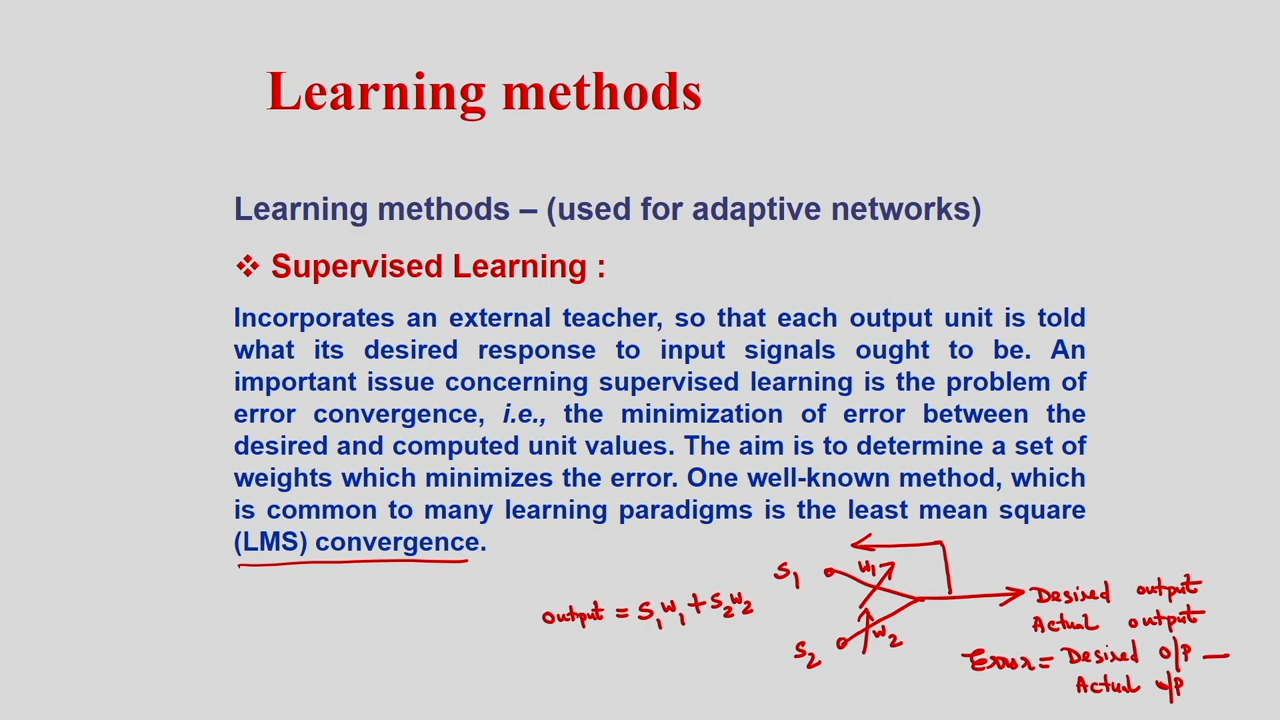 Learning methods
Learning methods – (used for adaptive networks)
❖ Supervised Learning :
Incorporates an external teacher, so that each output unit is told
what its desired response to input signals ought to be. An
important issue concerning supervised learning is the problem of
error convergence, i.e., the minimization of error between the
desired and computed unit values. The aim is to determine a set of
weights which minimizes the error. One well-known method, which
is common to many learning paradigms is the least mean square
(LMS) convergence.
output = S₁W₁ + S₂W₂
S₁
W₁
S₂
W₂
Desired output
Actual output
Error = Desired o/p —
Actual o/p